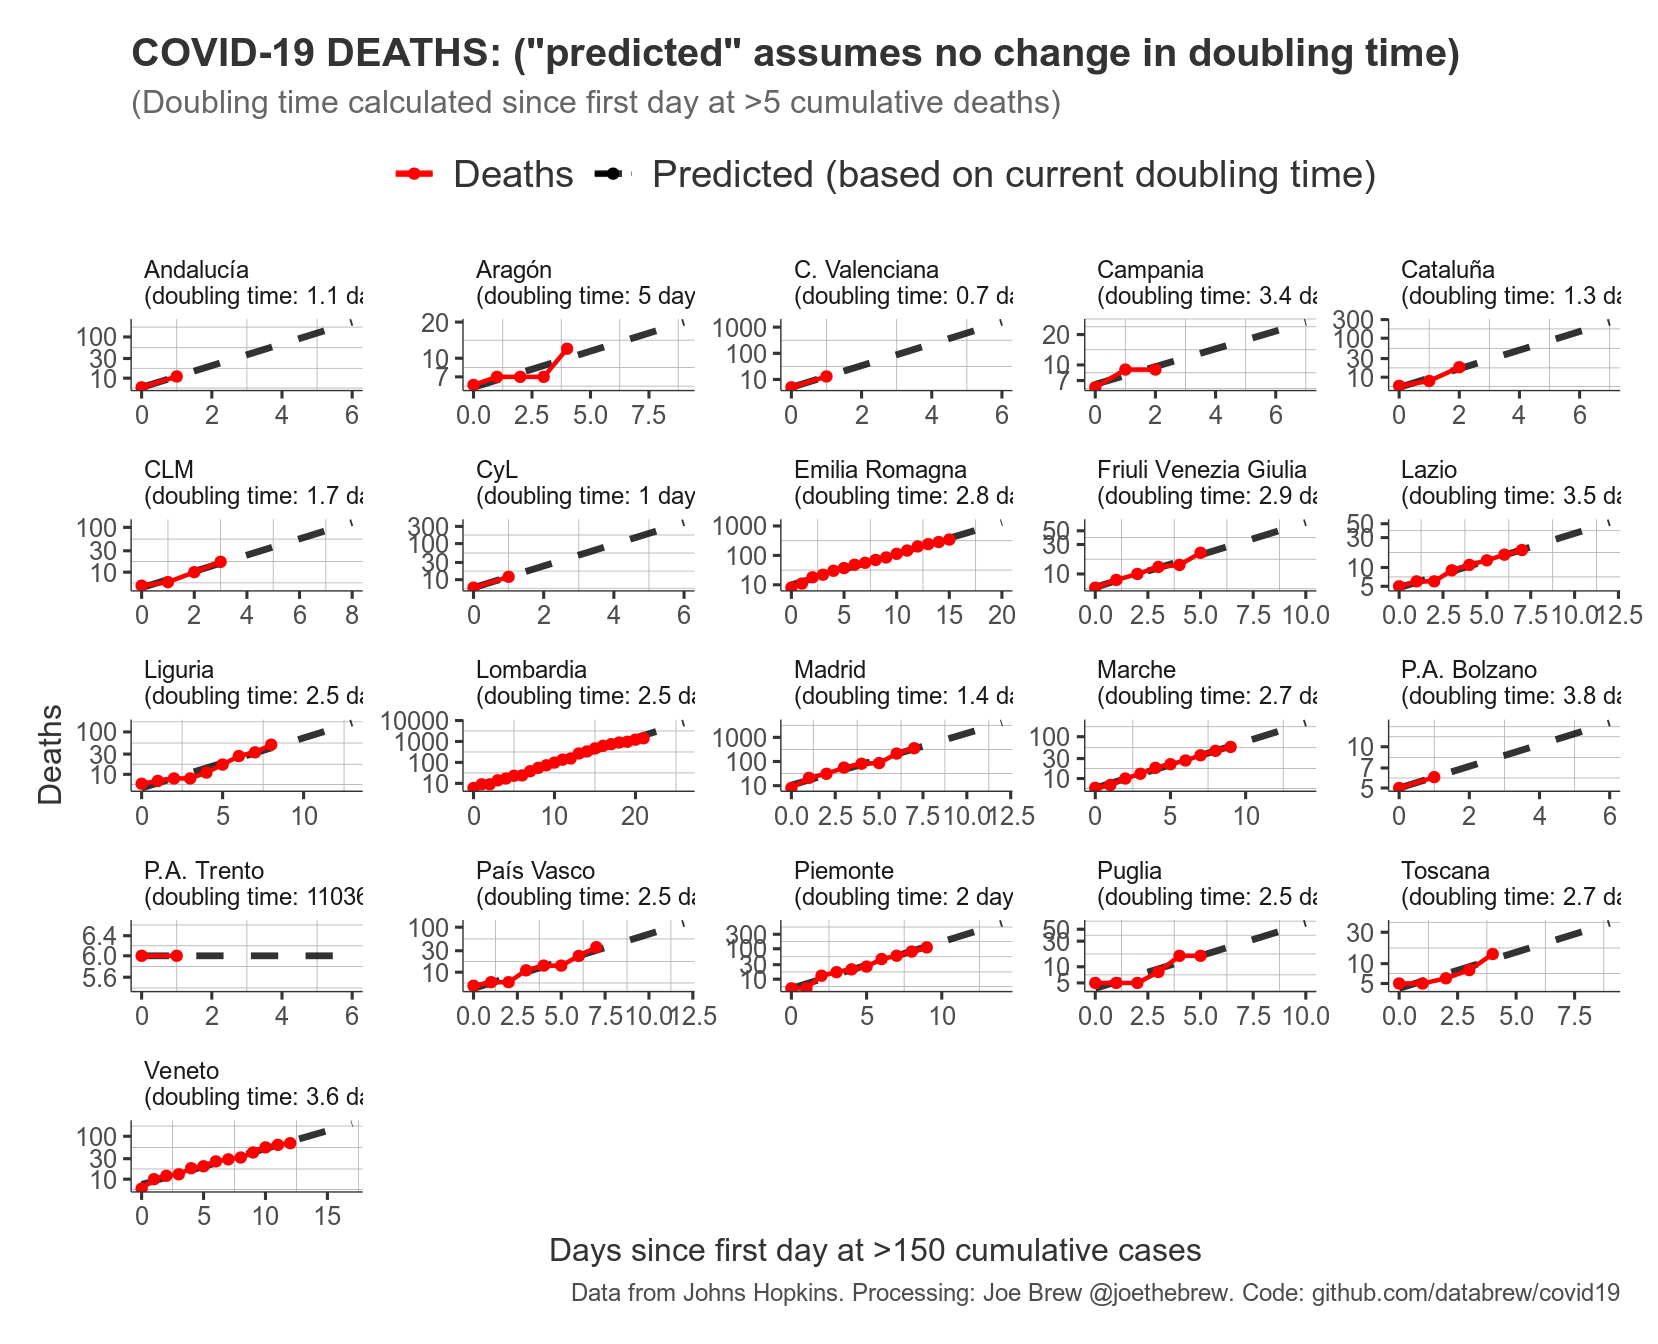 COVID-19 DEATHS: ("predicted" assumes no change in doubling time)
(Doubling time calculated since first day at >5 cumulative deaths)
Deaths Predicted (based on current doubling time)
Andalucía
(doubling time: 1.1 da
100
30
10
0 2 4 6
Aragón
(doubling time: 5 day
20
10
7
0.0 2.5 5.0 7.5
C. Valenciana
(doubling time: 0.7 da
1000
100
10
0 2 4 6
Campania
(doubling time: 3.4 da
20
10
7
0 2 4 6
Cataluña
(doubling time: 1.3 da
300
100
30
10
0 2 4 6
CLM
(doubling time: 1.7 da
100
30
10
0 2 4 6 8
CyL
(doubling time: 1 day
300
100
30
10
0 2 4 6
Emilia Romagna
(doubling time: 2.8 da
1000
100
10
0 5 10 15 20
Friuli Venezia Giulia
(doubling time: 2.9 da
50
30
10
0.0 2.5 5.0 7.5 10.0
Lazio
(doubling time: 3.5 da
50
30
10
5
0.0 2.5 5.0 7.5 10.0 12.5
Deaths
Liguria
(doubling time: 2.5 da
100
30
10
0 5 10
Lombardia
(doubling time: 2.5 da
10000
1000
100
10
0 10 20
Madrid
(doubling time: 1.4 da
1000
100
10
0.0 2.5 5.0 7.5 10.0 12.5
Marche
(doubling time: 2.7 da
100
30
10
0 5 10
P.A. Bolzano
(doubling time: 3.8 da
10
7
5
0 2 4 6
P.A. Trento
(doubling time: 11036
6.4
6.0
5.6
0 2 4 6
País Vasco
(doubling time: 2.5 da
100
30
10
0.0 2.5 5.0 7.5 10.0 12.5
Piemonte
(doubling time: 2 day
300
100
30
10
0 5 10
Puglia
(doubling time: 2.5 da
50
30
10
5
0.0 2.5 5.0 7.5 10.0
Toscana
(doubling time: 2.7 da
30
10
5
0.0 2.5 5.0 7.5
Veneto
(doubling time: 3.6 da
100
30
10
0 5 10 15
Days since first day at >150 cumulative cases
Data from Johns Hopkins. Processing: Joe Brew @joethebrew. Code: github.com/databrew/covid19